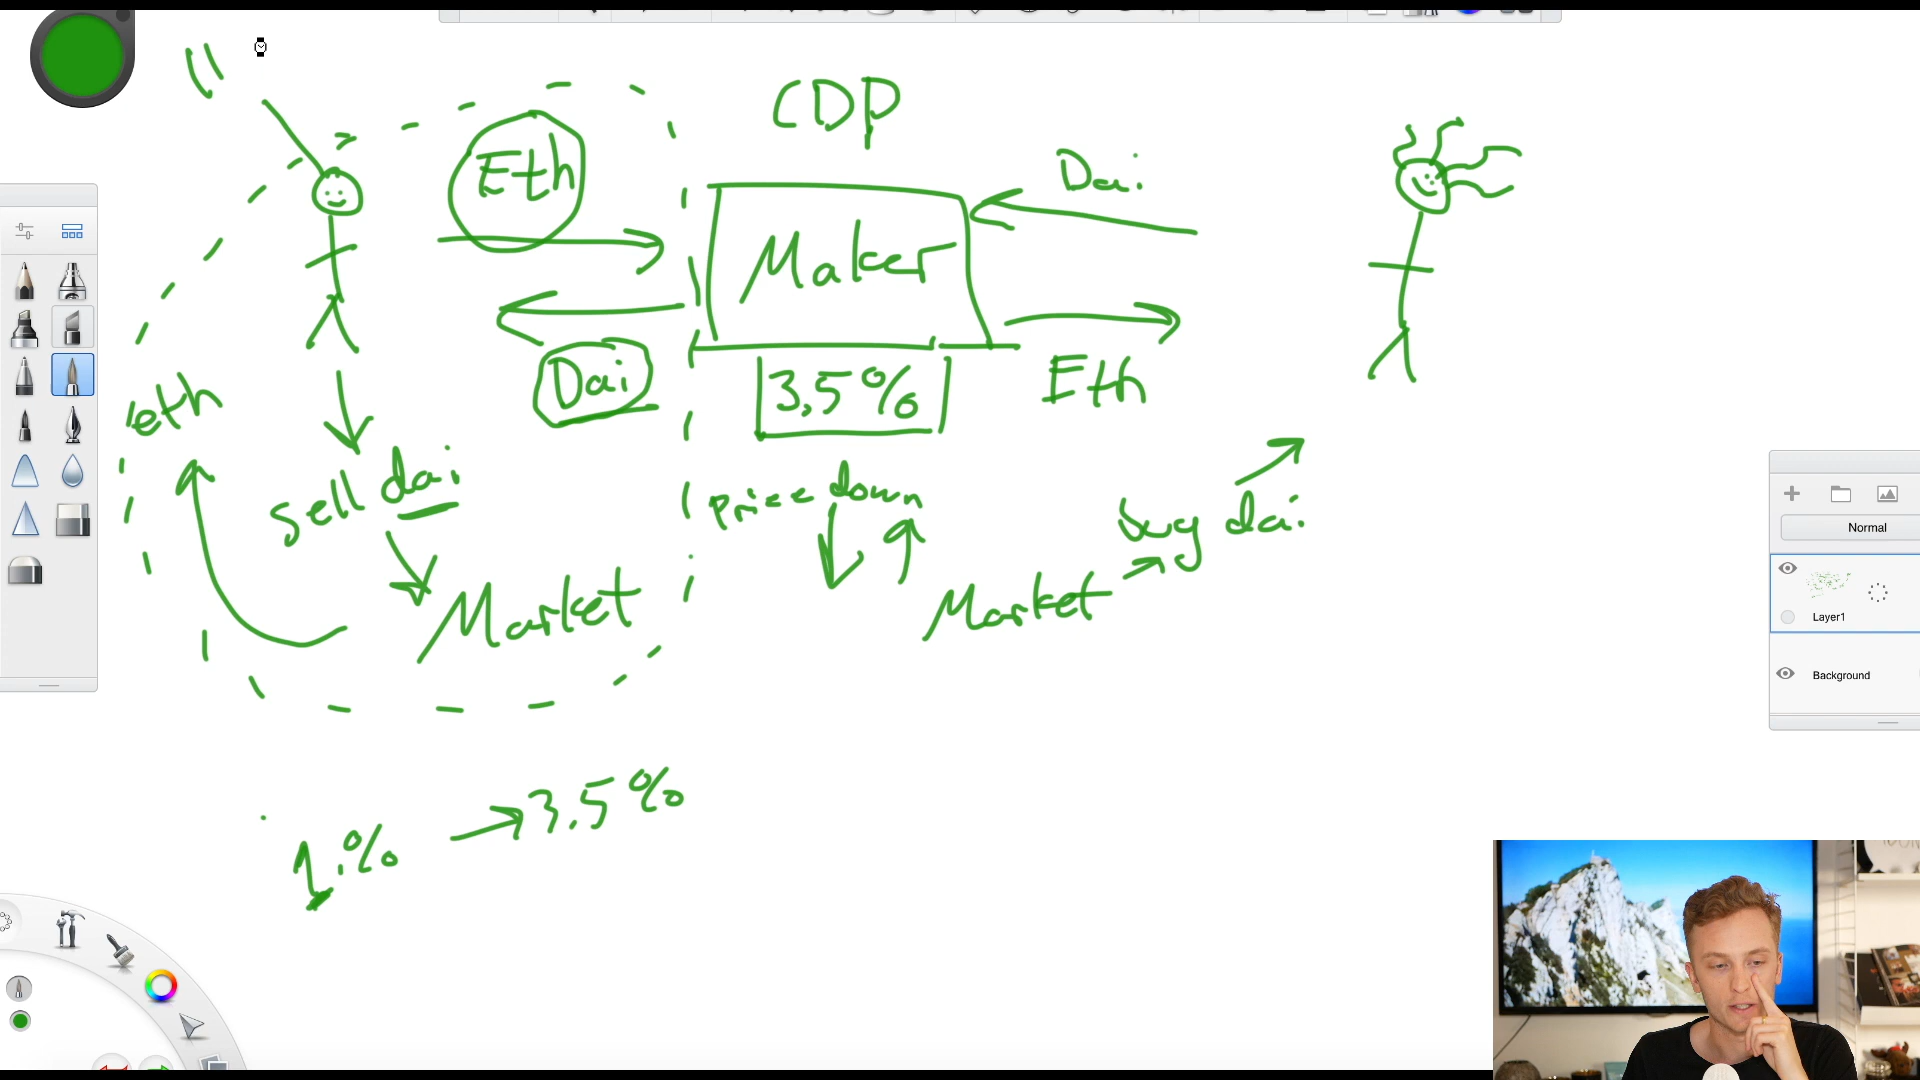 CDP
Eth
Dai
Maker
Dai
3,5%
Eth
eth
sell dai
price down
buy dai
Market
Market
1.%
3.5%
Normal
Layer1
Background